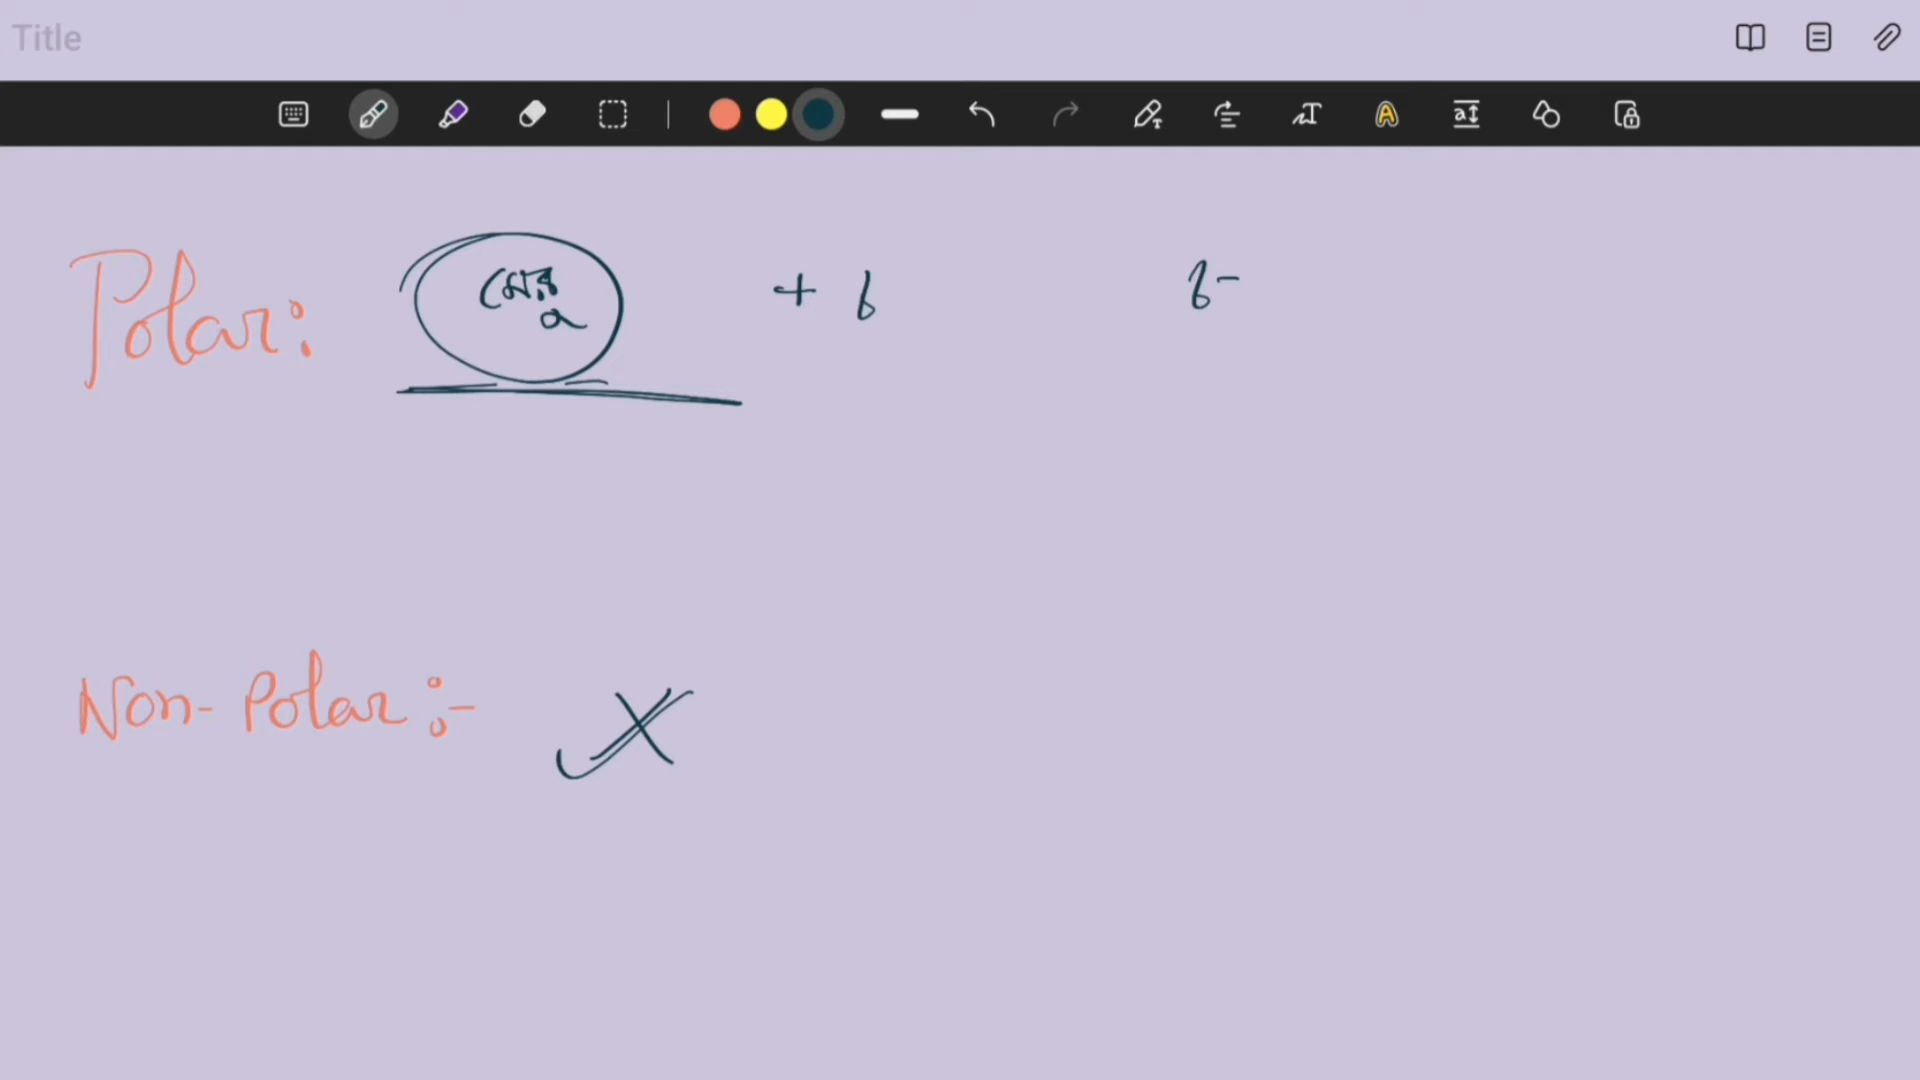 Title
Polar: + δ δ-
Non-Polar :-